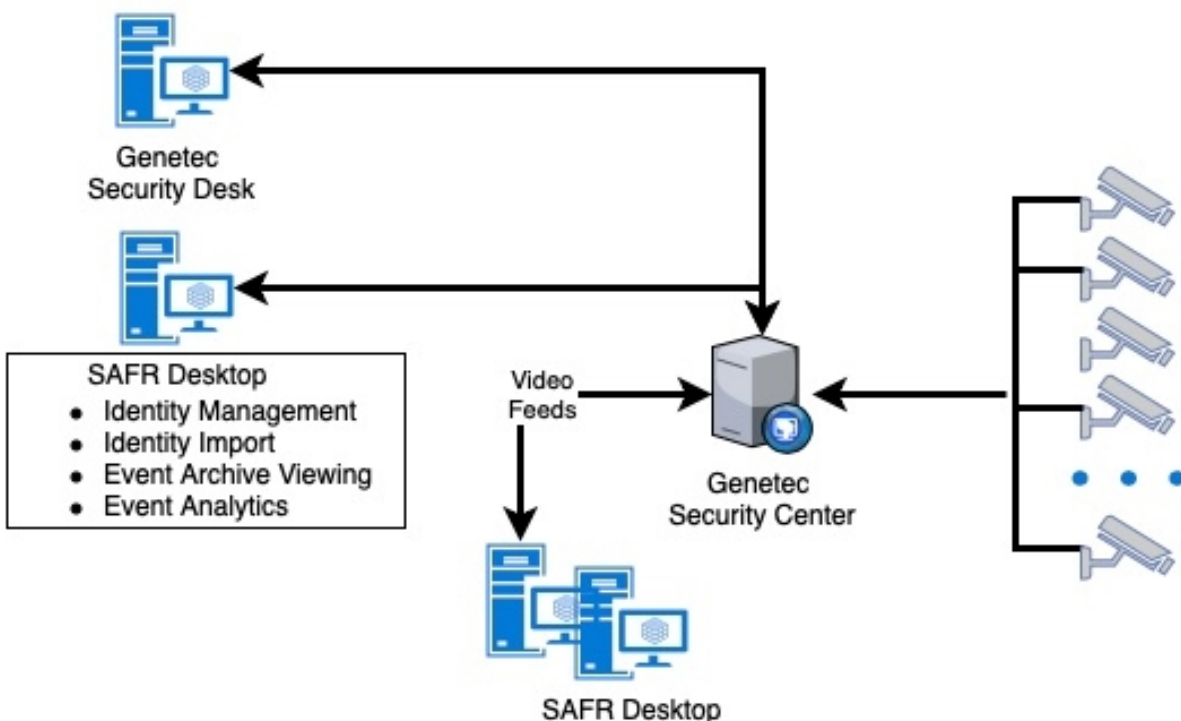 Genetec
Security Desk
SAFR Desktop
• Identity Management
• Identity Import
• Event Archive Viewing
• Event Analytics
Video
Feeds
Genetec
Security Center
SAFR Desktop